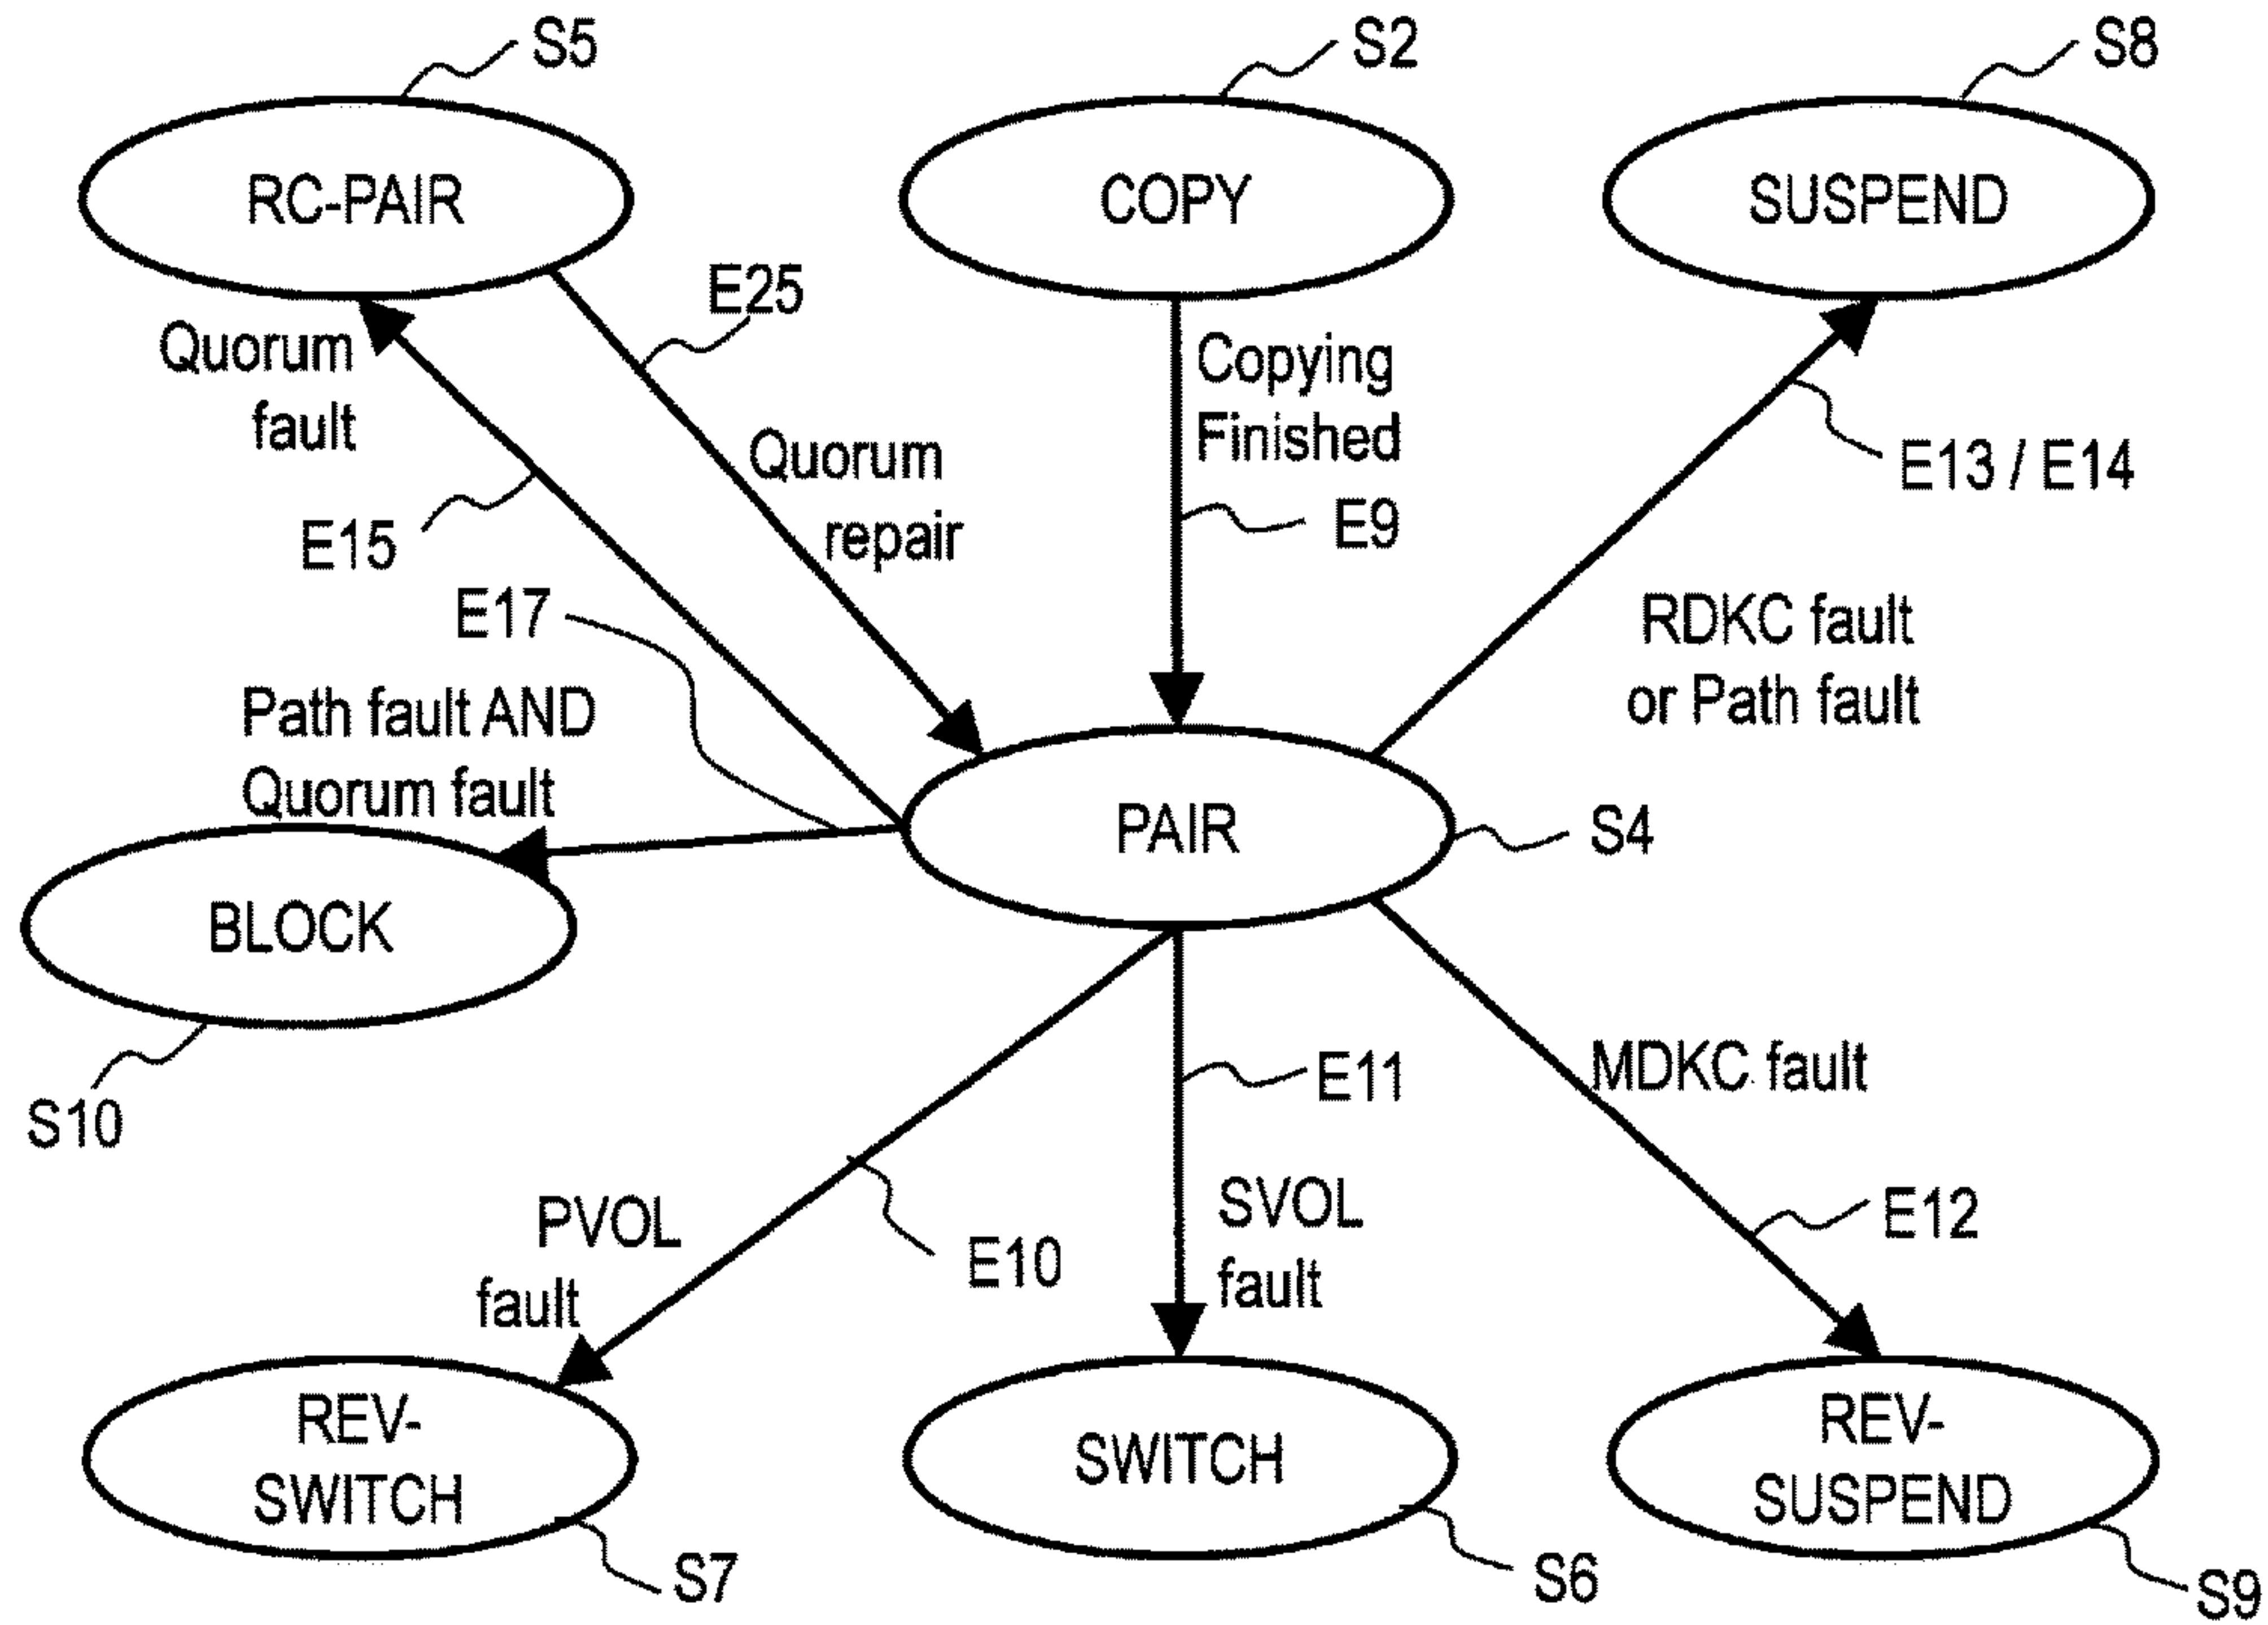 S5
S2
S8
RC-PAIR
COPY
SUSPEND
E25
Quorum
fault
Copying
Finished
Quorum
repair
E13 / E14
E9
E15
E17
RDKC fault
or Path fault
Path fault AND
Quorum fault
PAIR
S4
BLOCK
S10
E11
MDKC fault
PVOL
fault
E10
SVOL
fault
E12
REV-
SWITCH
SWITCH
REV-
SUSPEND
S7
S6
S9